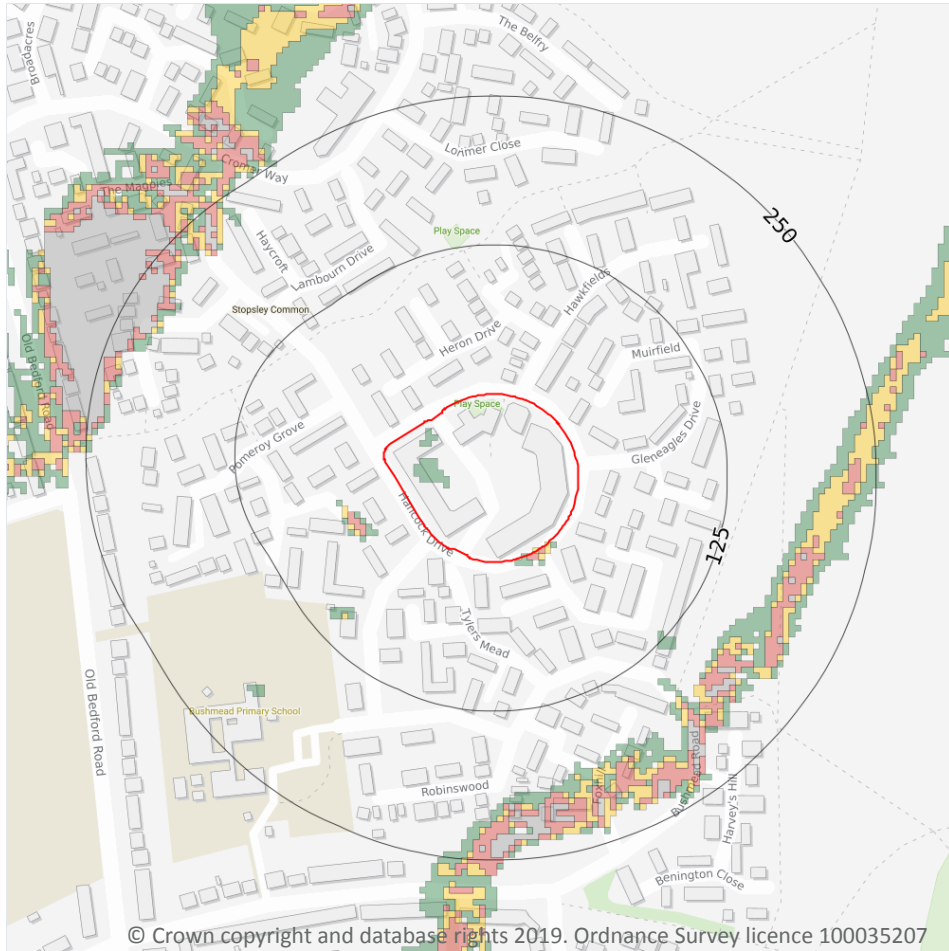 The Belfry
Broadacres
Lorimer Close
Cromer Way
The Magpies
250
Play Space
Haycroft
Lambourn Drive
Hawkfields
Stopsley Common
Heron Drive
Old Bedford Road
Muirfield
Play Space
Pomeroy Grove
Gleneagles Drive
Hancock Drive
125
Tylers Mead
Old Bedford Road
Bushmead Primary School
Bushmead Road
Robinswood
Foxhill
Harvey's Hill
Benington Close
© Crown copyright and database rights 2019. Ordnance Survey licence 100035207